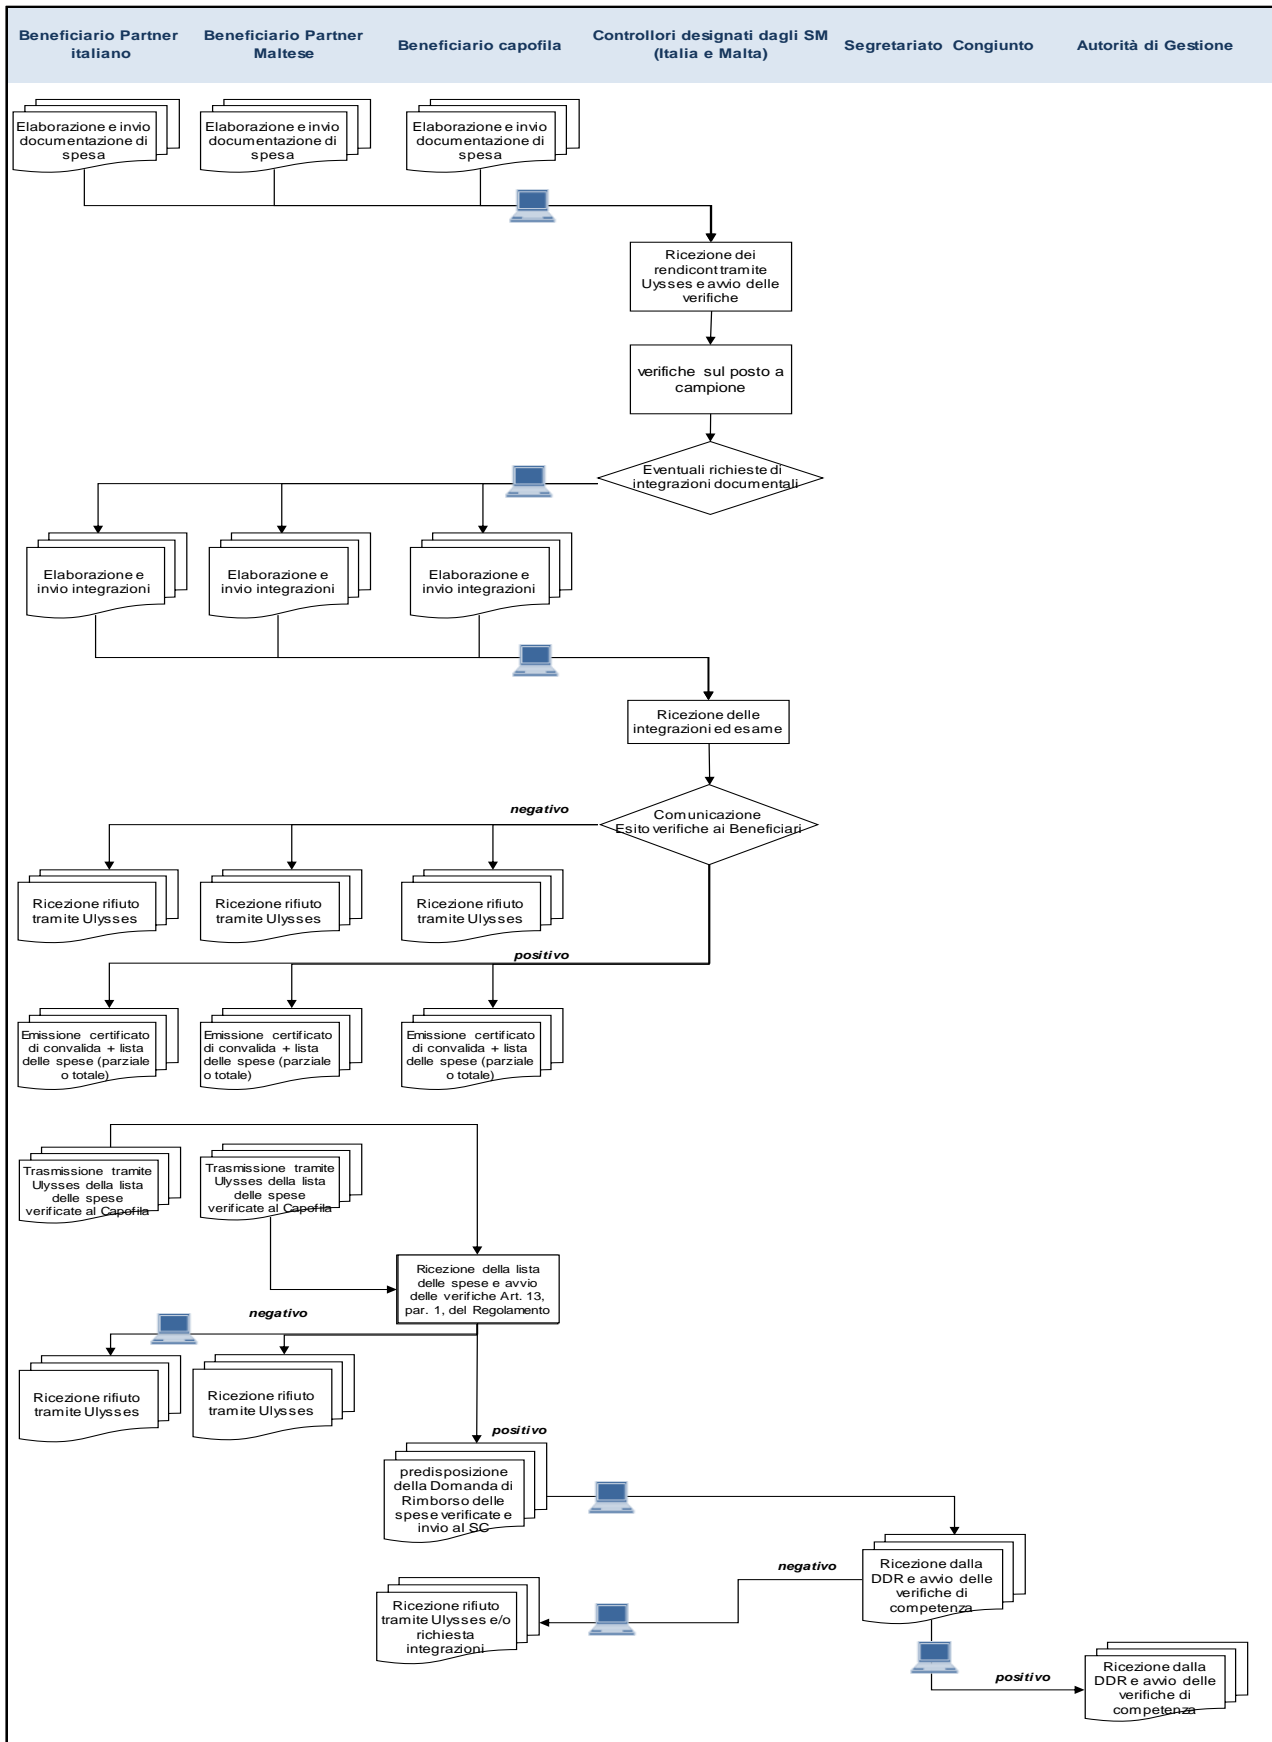 Beneficiario Partner
italiano
Beneficiario Partner
Maltese
Beneficiario capofila
Controllori designati dagli SM
(Italia e Malta)
Segretariato Congiunto
Autorità di Gestione
Elaborazione e invio
documentazione di
spesa
Elaborazione e invio
documentazione di
spesa
Elaborazione e invio
documentazione di
spesa
Ricezione dei
rendicont tramite
Uysses e avvio delle
verifiche
verifiche sul posto a
campione
Eventuali richieste di
integrazioni documentali
Elaborazione e
invio integrazioni
Elaborazione e
invio integrazioni
Elaborazione e
invio integrazioni
Ricezione delle
integrazioni ed esame
negativo
Comunicazione
Esito verifiche ai Beneficiari
Ricezione rifiuto
tramite Ulysses
Ricezione rifiuto
tramite Ulysses
Ricezione rifiuto
tramite Ulysses
positivo
Emissione certificato
di convalida + lista
delle spese (parziale
o totale)
Emissione certificato
di convalida + lista
delle spese (parziale
o totale)
Emissione certificato
di convalida + lista
delle spese (parziale
o totale)
Trasmissione tramite
Ulysses della lista
delle spese
verificate al Capofila
Trasmissione tramite
Ulysses della lista
delle spese
verificate al Capofila
Ricezione della lista
delle spese e avvio
delle verifiche Art. 13,
par. 1, del Regolamento
negativo
Ricezione rifiuto
tramite Ulysses
Ricezione rifiuto
tramite Ulysses
positivo
predisposizione
della Domanda di
Rimborso delle
spese verificate e
invio al SC
negativo
Ricezione dalla
DDR e avvio delle
verifiche di
competenza
Ricezione rifiuto
tramite Ulysses e/o
richiesta
integrazioni
positivo
Ricezione dalla
DDR e avvio delle
verifiche di
competenza